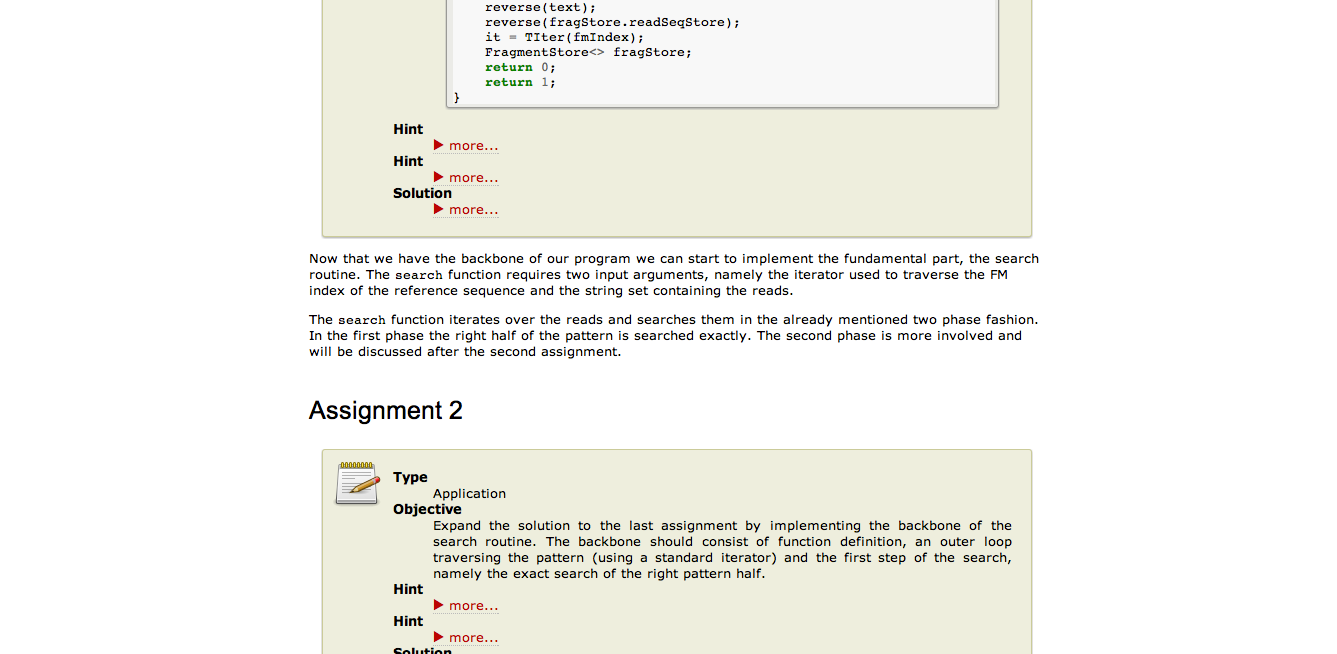 reverse(text);
reverse(fragStore.readSeqStore);
it = TIter(fmIndex);
FragmentStore<> fragStore;
return 0;
return 1;
}
Hint
more...
Hint
more...
Solution
more...
Now that we have the backbone of our program we can start to implement the fundamental part, the search
routine. The search function requires two input arguments, namely the iterator used to traverse the FM
index of the reference sequence and the string set containing the reads.
The search function iterates over the reads and searches them in the already mentioned two phase fashion.
In the first phase the right half of the pattern is searched exactly. The second phase is more involved and
will be discussed after the second assignment.
Assignment 2
Type
Application
Objective
Expand the solution to the last assignment by implementing the backbone of the
search routine. The backbone should consist of function definition, an outer loop
traversing the pattern (using a standard iterator) and the first step of the search,
namely the exact search of the right pattern half.
Hint
more...
Hint
more...
Solution